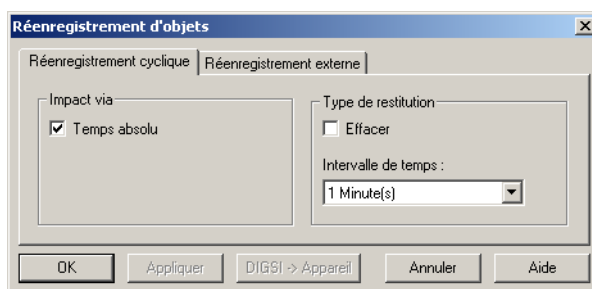 Réenregistrement d'objets
Réenregistrement cyclique
Réenregistrement externe
Impact via
Temps absolu
Type de restitution
Effacer
Intervalle de temps :
1 Minute(s)
OK
Appliquer
DIGSI -> Appareil
Annuler
Aide